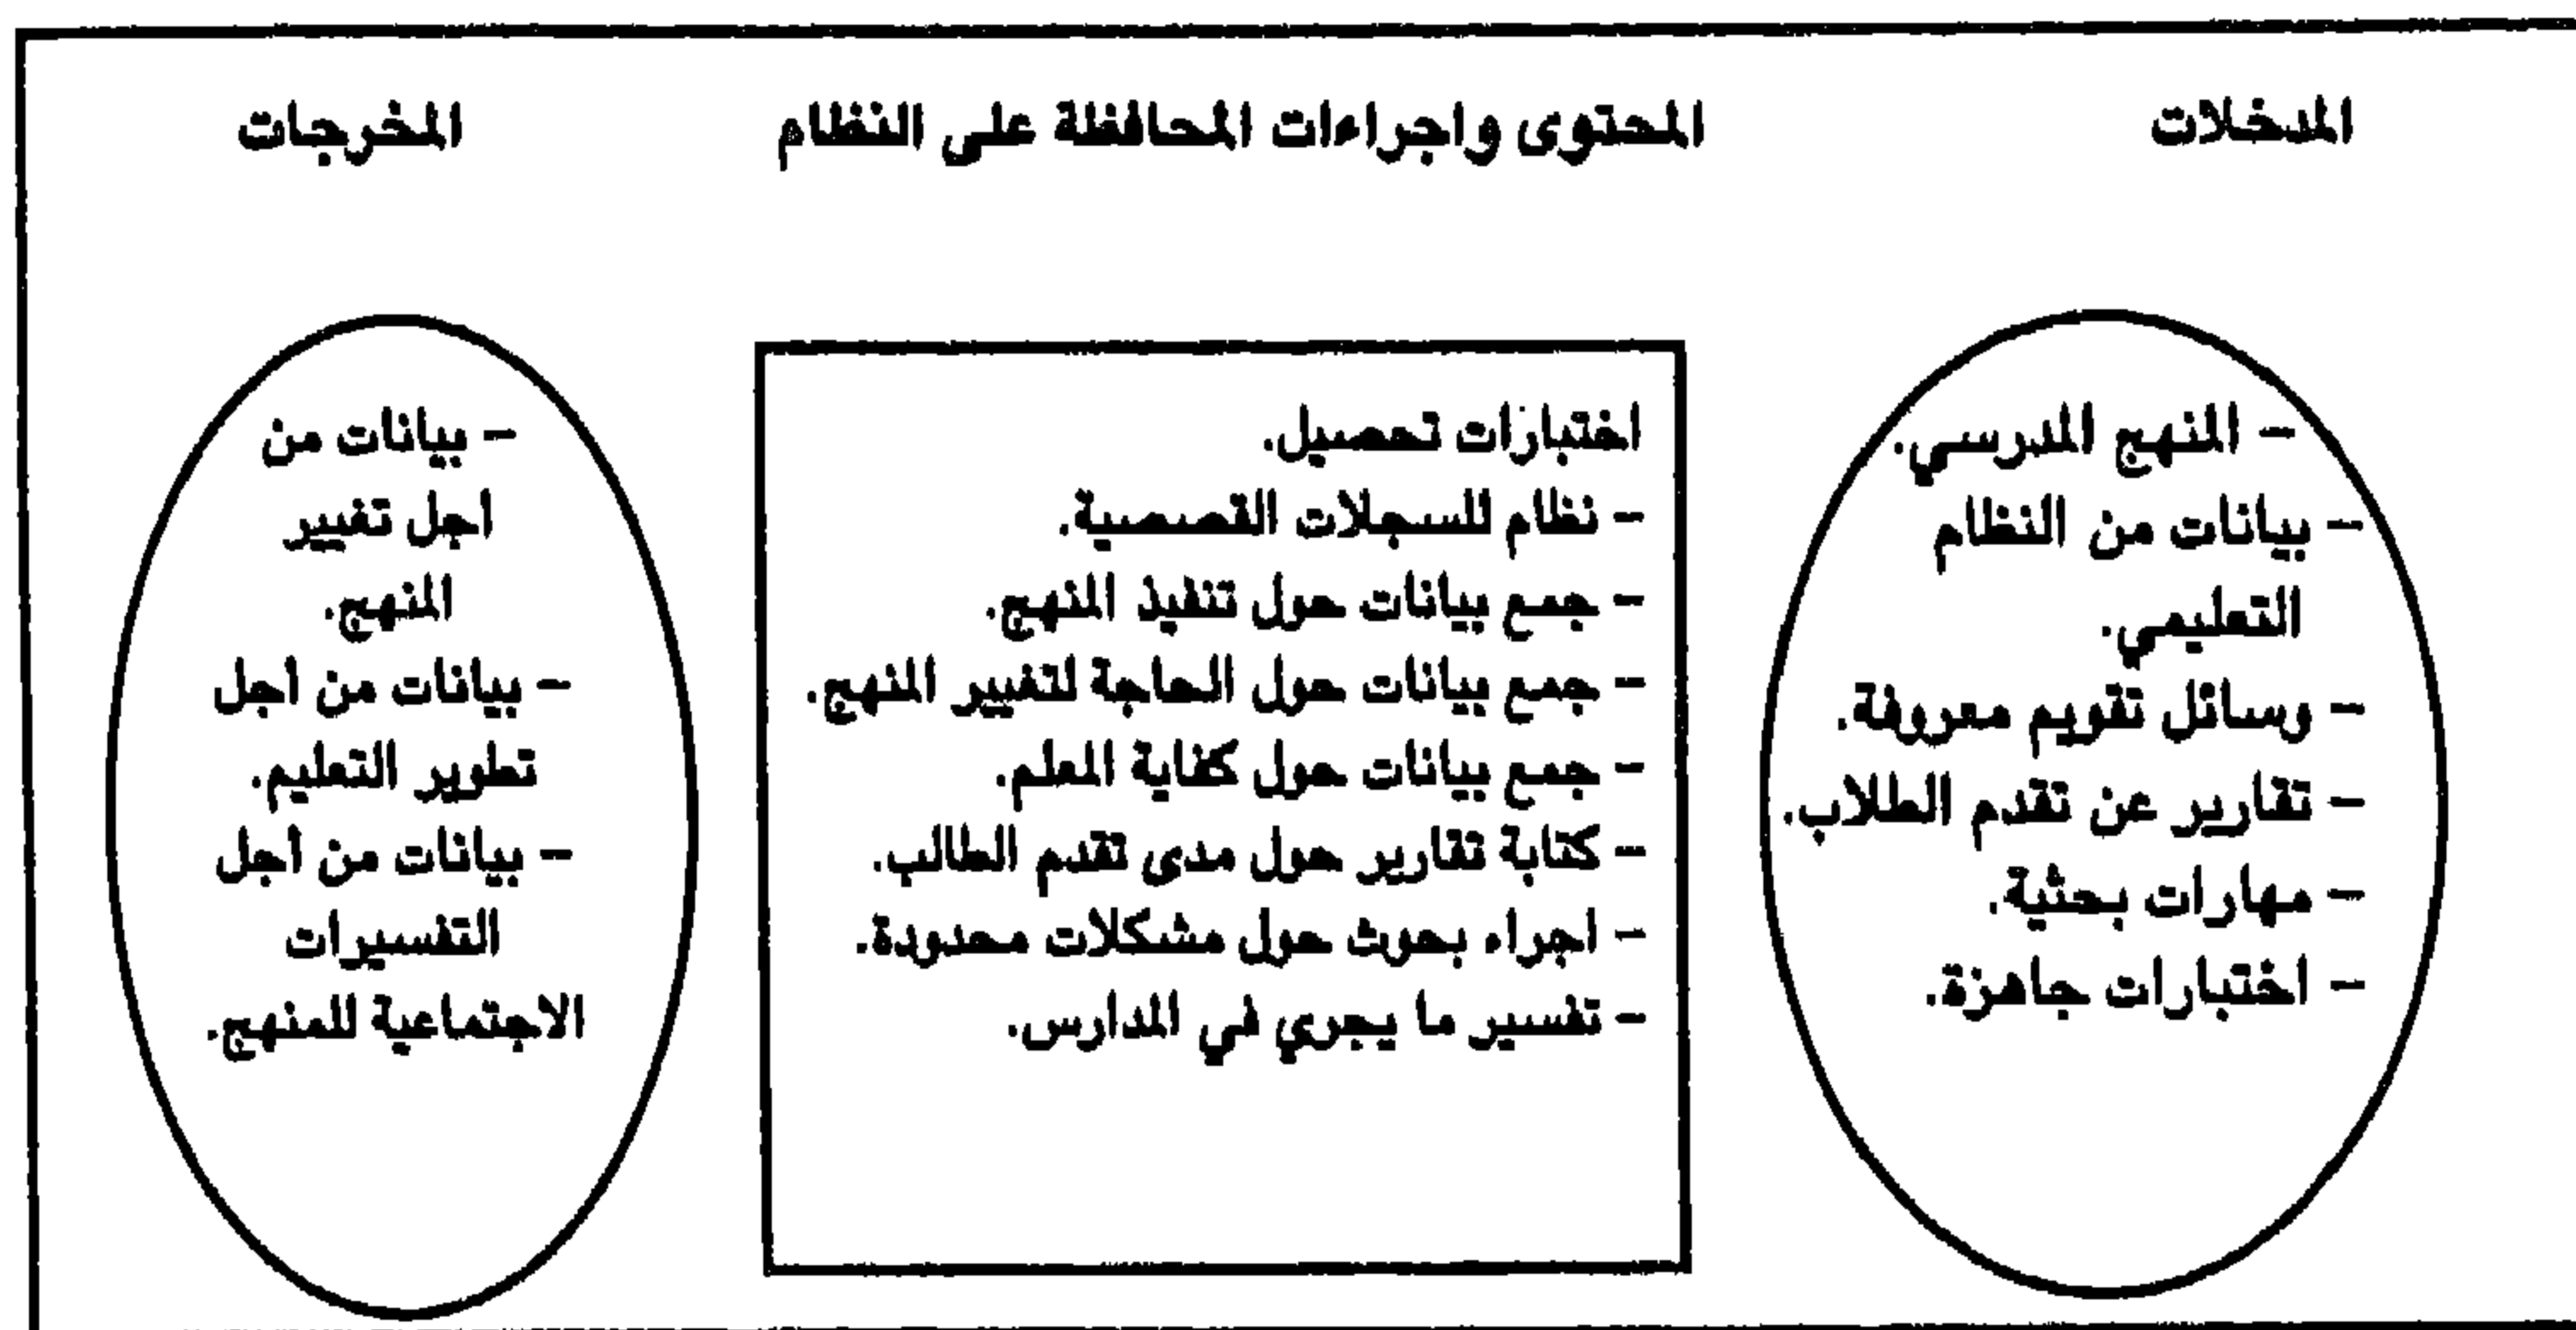 المدخلات
المحتوى واجراءات المحافظة على النظام
المخرجات
– المنهج المدرسي.
– بيانات من النظام
التعليمي.
– وسائل تقويم معروفة.
– تقارير عن تقدم الطلاب.
– مهارات بحثية.
– اختبارات جاهزة.
اختبارات تحصيل.
– نظام للسجلات القصصية.
– جمع بيانات حول تنفيذ المنهج.
– جمع بيانات حول الحاجة لتغيير المنهج.
– جمع بيانات حول كفاية المعلم.
– كتابة تقارير حول مدى تقدم الطالب.
– اجراء بحوث حول مشكلات محدودة.
– تفسير ما يجري في المدارس.
– بيانات من
اجل تغيير
المنهج.
– بيانات من أجل
تطوير التعليم.
– بيانات من أجل
التفسيرات
الاجتماعية للمنهج.